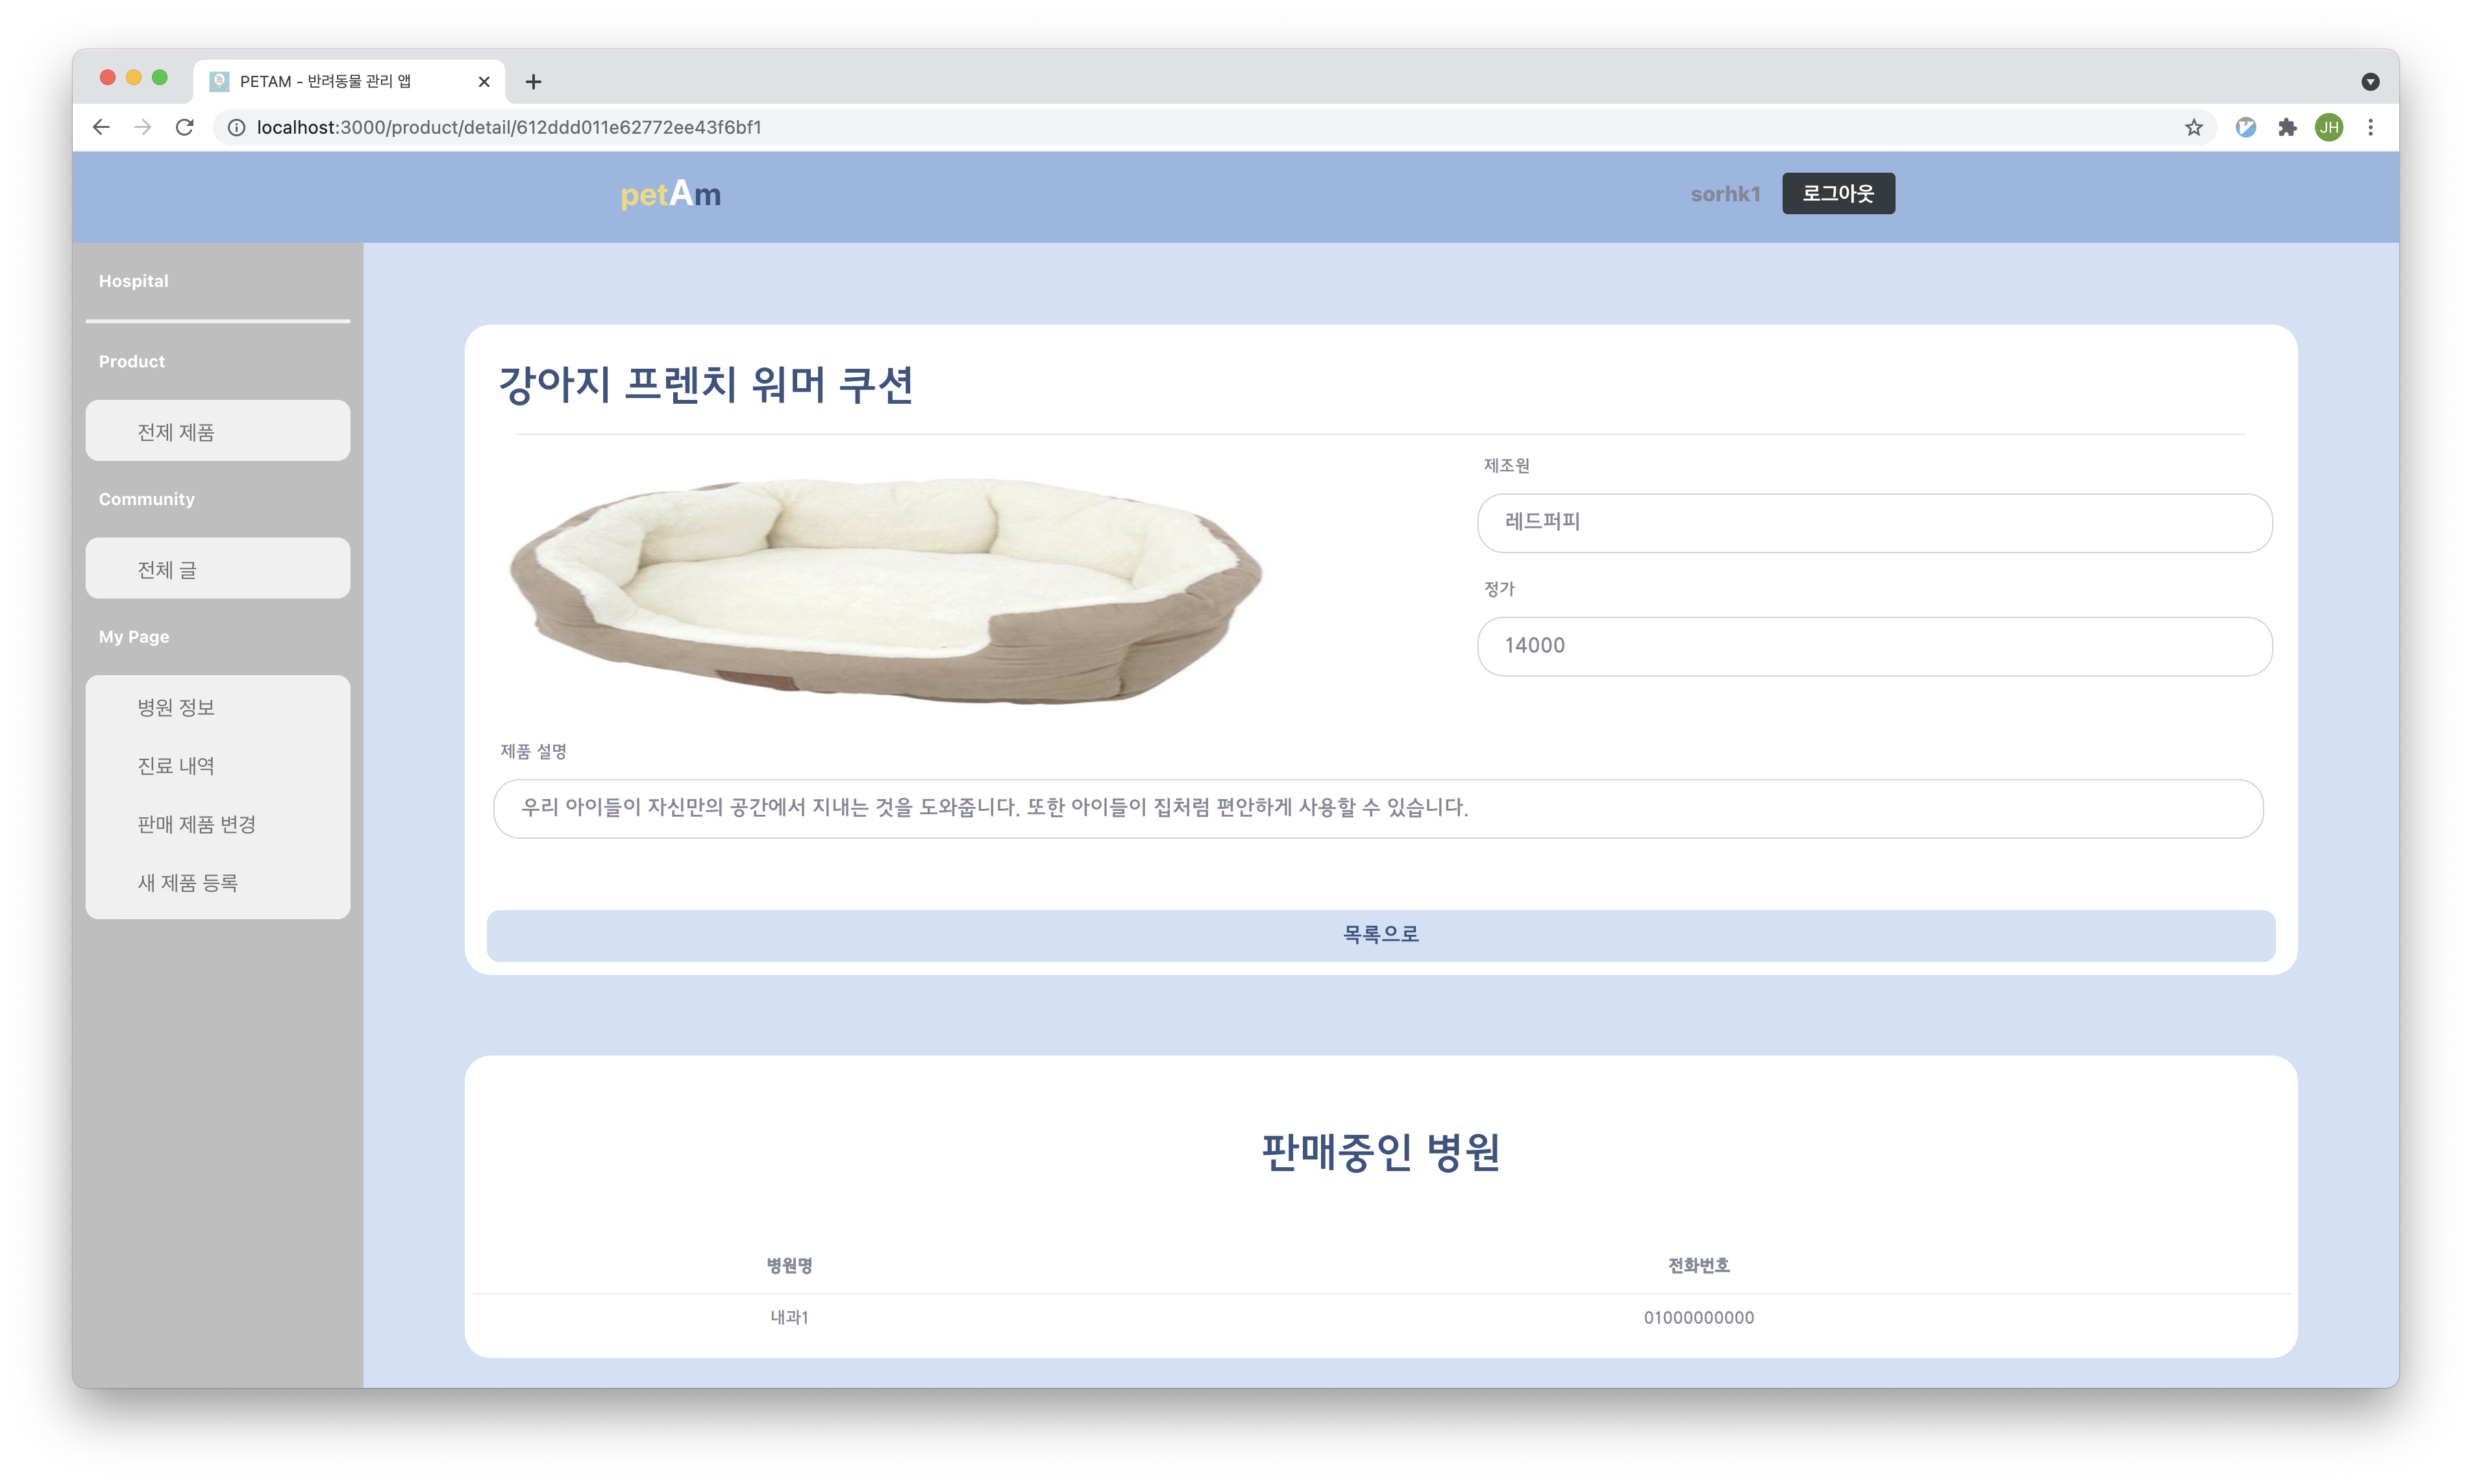 PETAM - 반려동물 관리 앱
localhost:3000/product/detail/612ddd011e62772ee43f6bf1
JH
petAm
sorhk1
로그아웃
Hospital
Product
전제 제품
Community
전체 글
My Page
병원 정보
진료 내역
판매 제품 변경
새 제품 등록
강아지 프렌치 워머 쿠션
제조원
레드퍼피
정가
14000
제품 설명
우리 아이들이 자신만의 공간에서 지내는 것을 도와줍니다. 또한 아이들이 집처럼 편안하게 사용할 수 있습니다.
목록으로
판매중인 병원
병원명 전화번호
내과1 01000000000